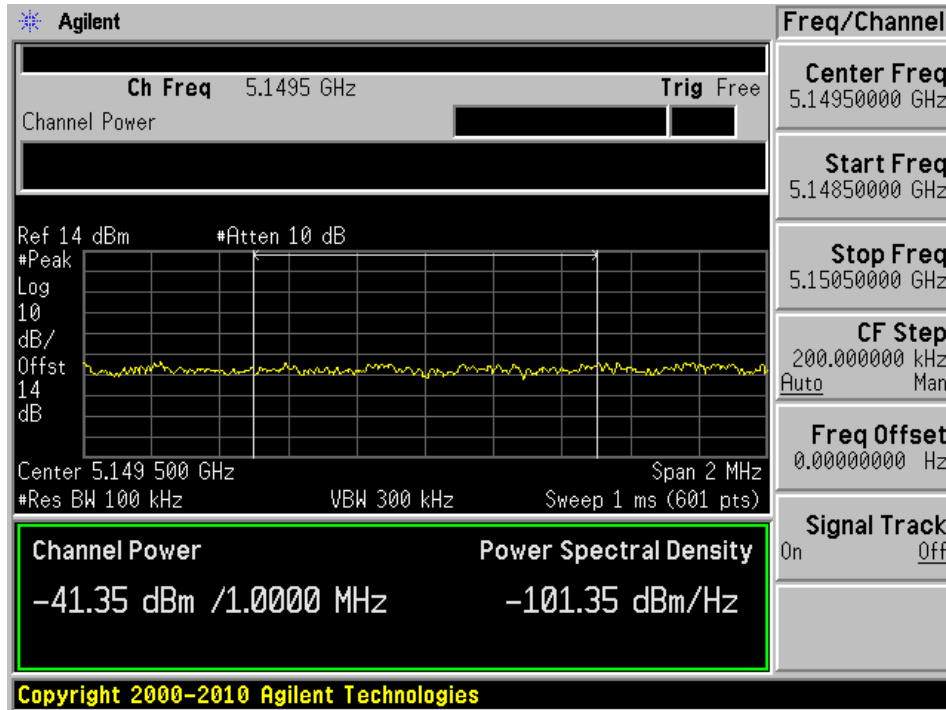 Agilent
Freq/Channel
Ch Freq 5.1495 GHz Trig Free
Channel Power
Ref 14 dBm #Atten 10 dB
#Peak
Log
10
dB/
Offst
14
dB
Center 5.149 500 GHz Span 2 MHz
#Res BW 100 kHz VBW 300 kHz Sweep 1 ms (601 pts)
Channel Power Power Spectral Density
-41.35 dBm /1.0000 MHz -101.35 dBm/Hz
Copyright 2000-2010 Agilent Technologies
Center Freq
5.14950000 GHz
Start Freq
5.14850000 GHz
Stop Freq
5.15050000 GHz
CF Step
200.000000 kHz
Auto Man
Freq Offset
0.00000000 Hz
Signal Track
On Off